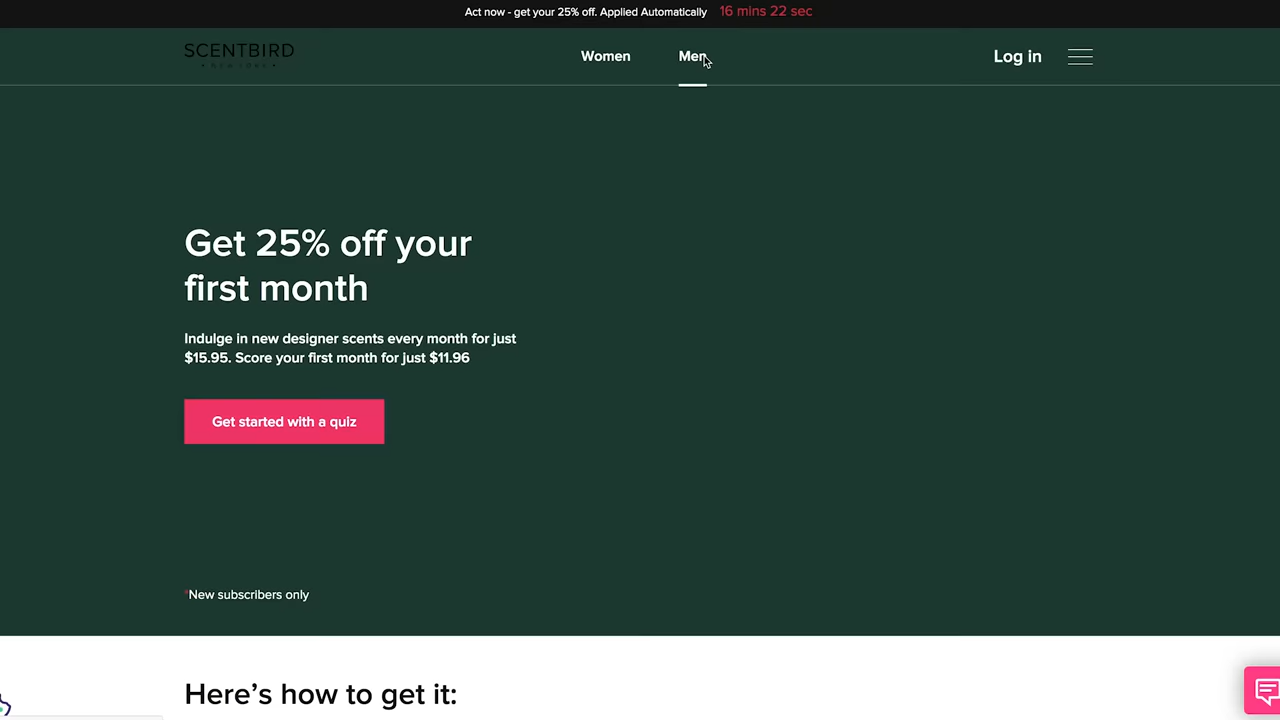 Act now - get your 25% off. Applied Automatically 16 mins 22 sec
SCENTBIRD
Women
Men
Log in
Get 25% off your
first month
Indulge in new designer scents every month for just
$15.95. Score your first month for just $11.96
Get started with a quiz
*New subscribers only
Here’s how to get it: